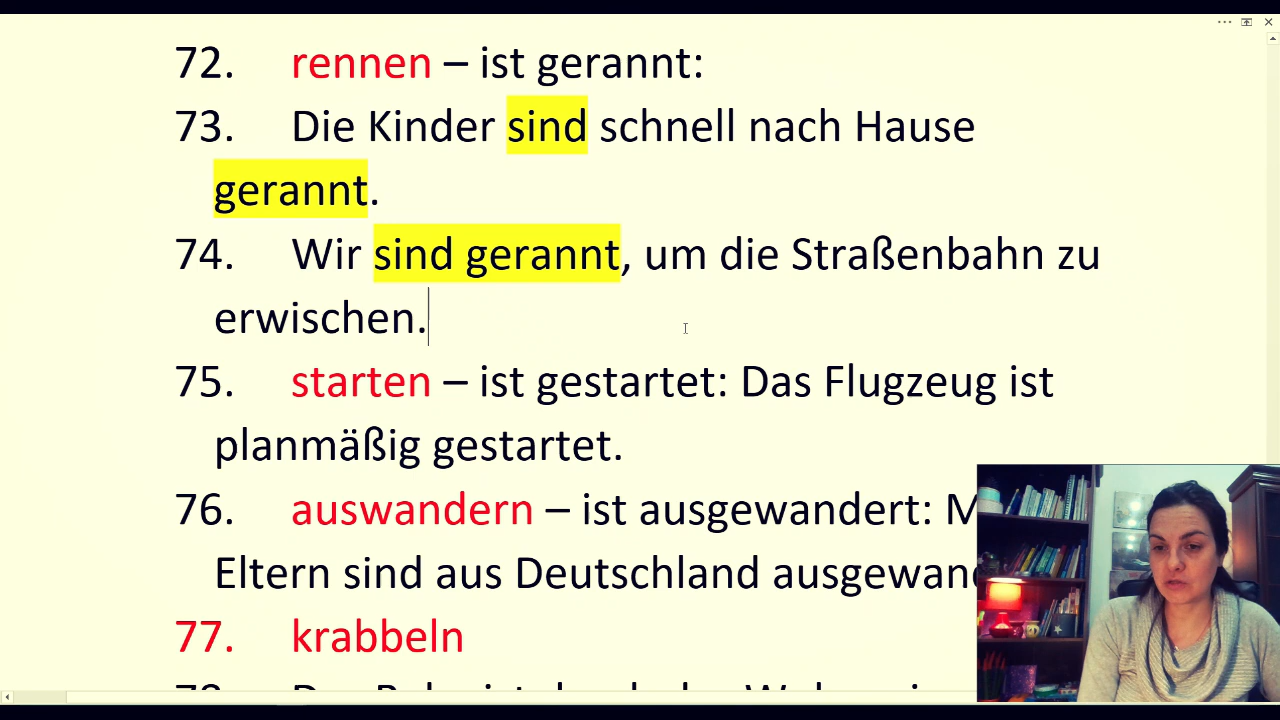 72. rennen – ist gerannt:
73. Die Kinder sind schnell nach Hause
gerannt.
74. Wir sind gerannt, um die Straßenbahn zu
erwischen.
75. starten – ist gestartet: Das Flugzeug ist
planmäßig gestartet.
76. auswandern – ist ausgewandert:
Eltern sind aus Deutschland
77. krabbeln